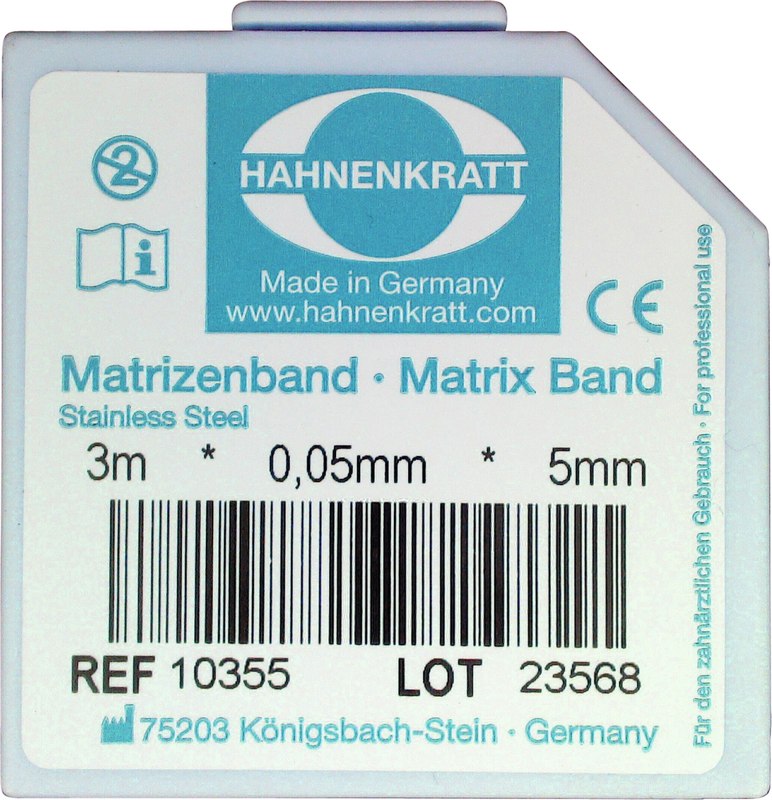 2
i
HAHNENKRATT
Made in Germany
www.hahnenkratt.com
CE
Matrizenband · Matrix Band
Stainless Steel
3m * 0,05mm * 5mm
REF 10355 LOT 23568
75203 Königsbach-Stein · Germany
Für den zahnärztlichen Gebrauch · For professional use